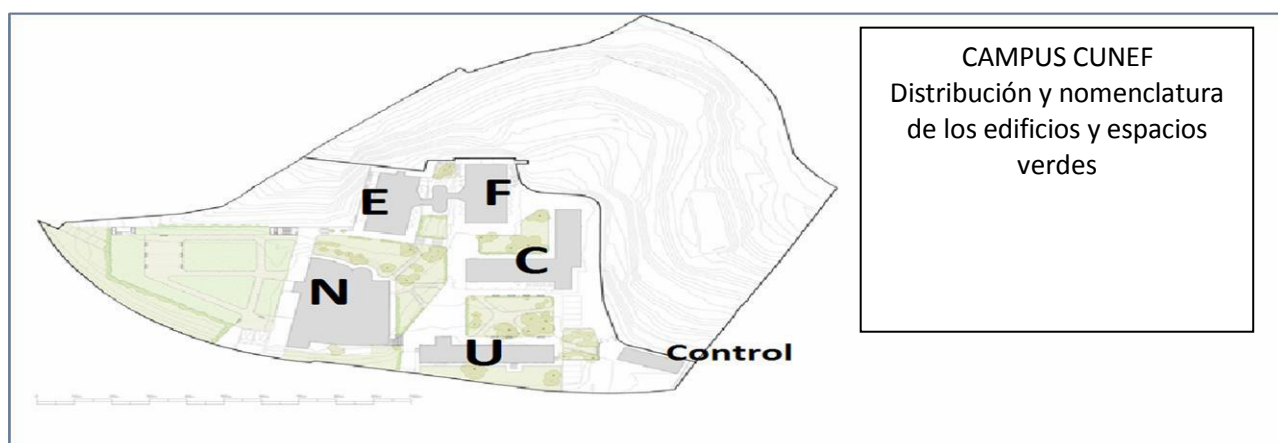 CAMPUS CUNEF
Distribución y nomenclatura
de los edificios y espacios
verdes
E
F
C
N
U
Control